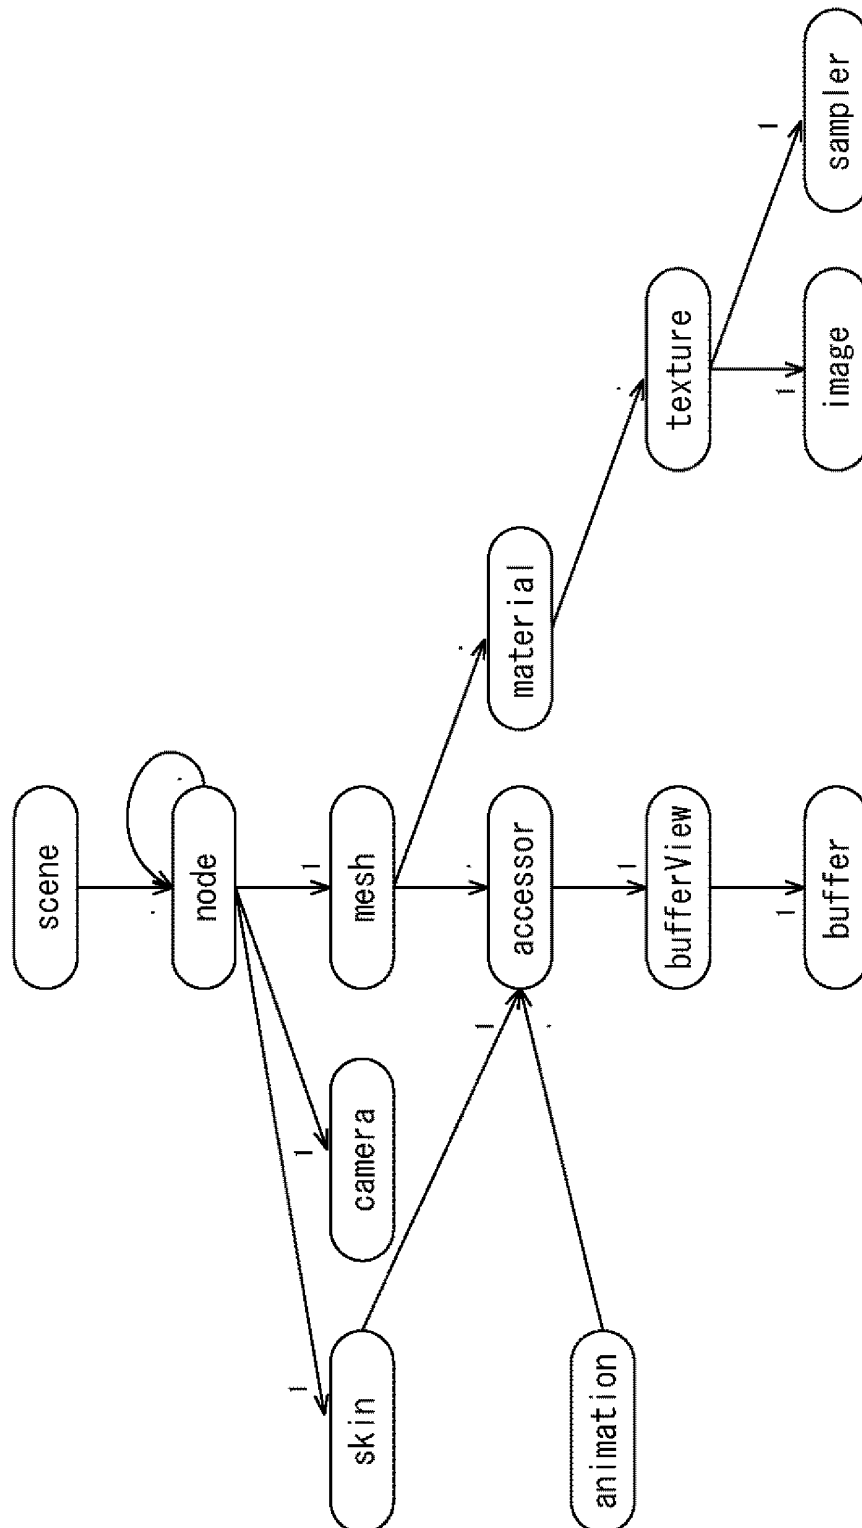 scene
node
1
1
1
skin
camera
mesh
1
material
animation
accessor
1
texture
bufferView
1
1
1
buffer
image
sampler